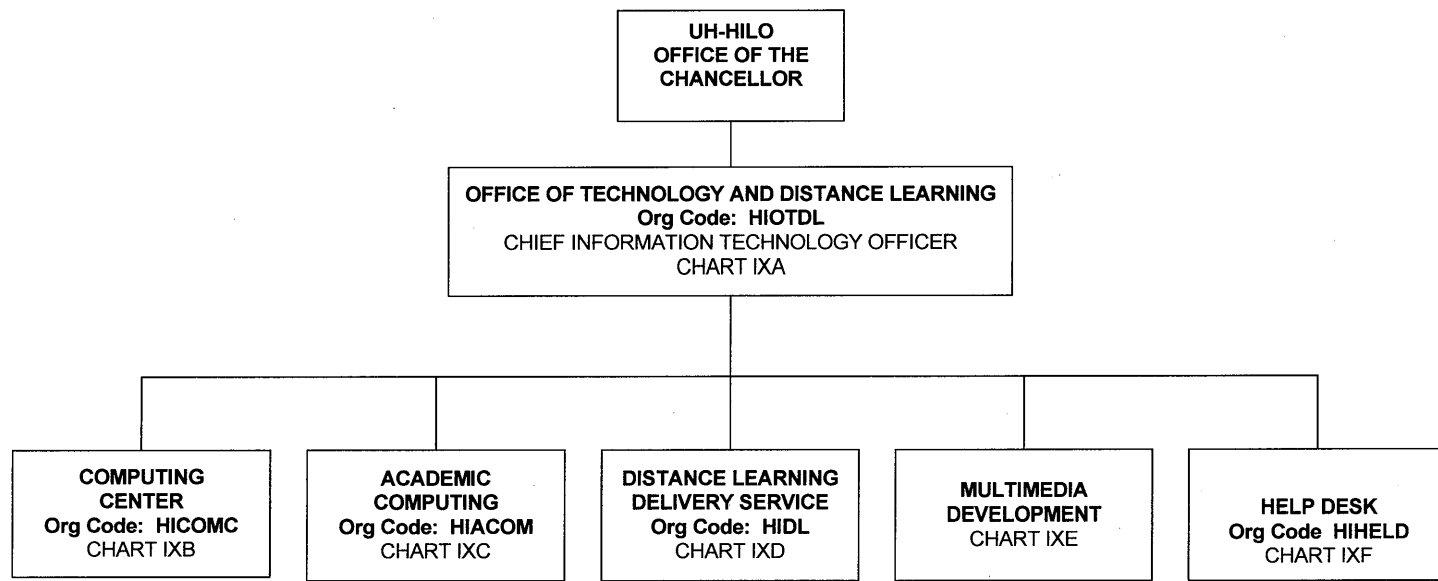 UH-HILO
OFFICE OF THE
CHANCELLOR
OFFICE OF TECHNOLOGY AND DISTANCE LEARNING
Org Code: HIOTDL
CHIEF INFORMATION TECHNOLOGY OFFICER
CHART IXA
COMPUTING
CENTER
Org Code: HICOMC
CHART IXB
ACADEMIC
COMPUTING
Org Code: HIACOM
CHART IXC
DISTANCE LEARNING
DELIVERY SERVICE
Org Code: HIDL
CHART IXD
MULTIMEDIA
DEVELOPMENT
CHART IXE
HELP DESK
Org Code HIHELD
CHART IXF